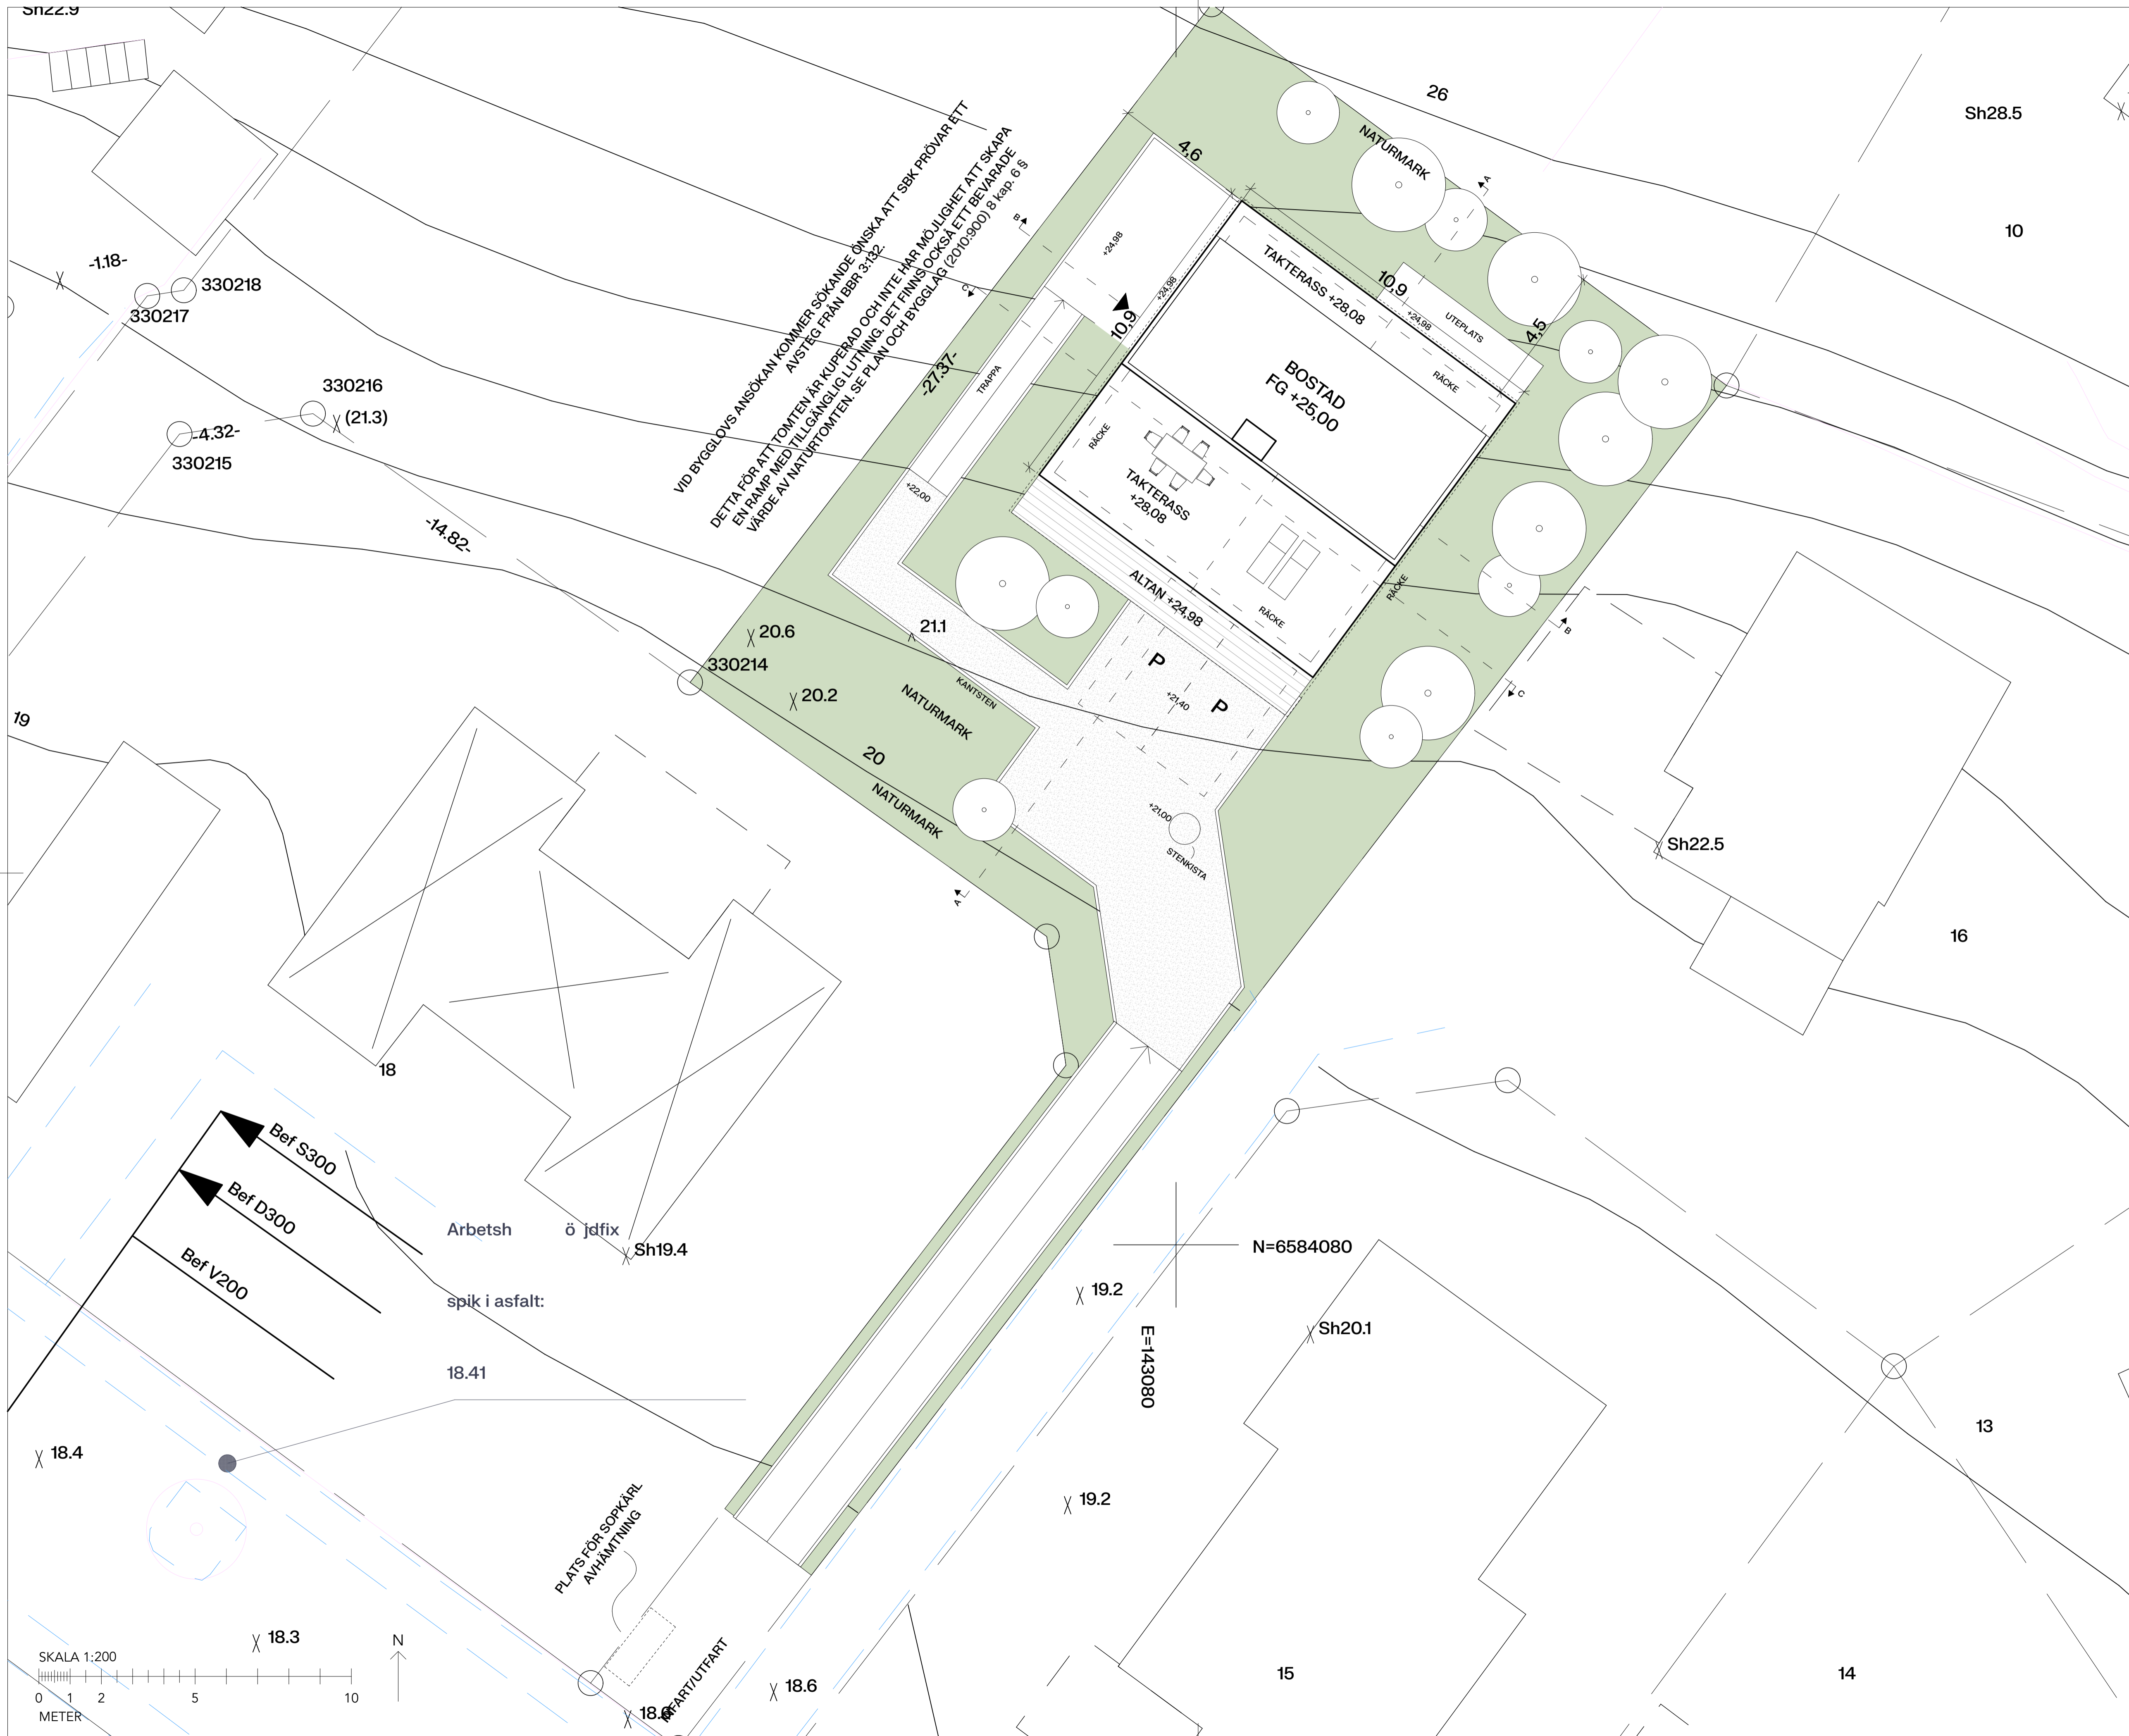 Sh22.9
26
Sh28.5
10
NATURMARK
4,6
A
B
VID BYGGLOVS ANSÖKAN KOMMER SÖKANDE ÖNSKA ATT SBK PRÖVAR ETT
AVSTEG FRÅN BBR 3:132.
DETTA FÖR ATT TOMTEN ÄR KUPERAD OCH INTE HAR MÖJLIGHET ATT SKAPA
EN RAMP MED TILLGÄNGLIG LUTNING. DET FINNS OCKSÅ ETT BEVARADE
VÄRDE AV NATURTOMTEN. SE PLAN OCH BYGGLAG (2010:900) 8 kap. 6 §
+24,98
-1.18-
330218
330217
C
+24,98
10,9
TAKTERASS +28,08
10,9
+24,98
UTEPLATS
4,5
-27.37-
TRAPPA
RÄCKE
BOSTAD
FG +25,00
330216
(21.3)
-4.32-
330215
RÄCKE
TAKTERASS
+28,08
+22,00
-14.82-
ALTAN +24,98
RÄCKE
RÄCKE
B
20.6
21.1
330214
20.2
KANTSTEN
NATURMARK
P
+21,40
P
C
19
20
NATURMARK
+21,00
STENKISTA
Sh22.5
A
16
18
Bef S300
Bef D300
Bef V200
Arbetsh ö jdfix
Sh19.4
spik i asfalt:
18.41
N=6584080
E=143080
19.2
Sh20.1
13
18.4
19.2
PLATS FÖR SOPKÄRL
AVHÄMTNING
18.3
SKALA 1:200
N
0 1 2 5 10
METER
INFART/UTFART
18.6
15
14